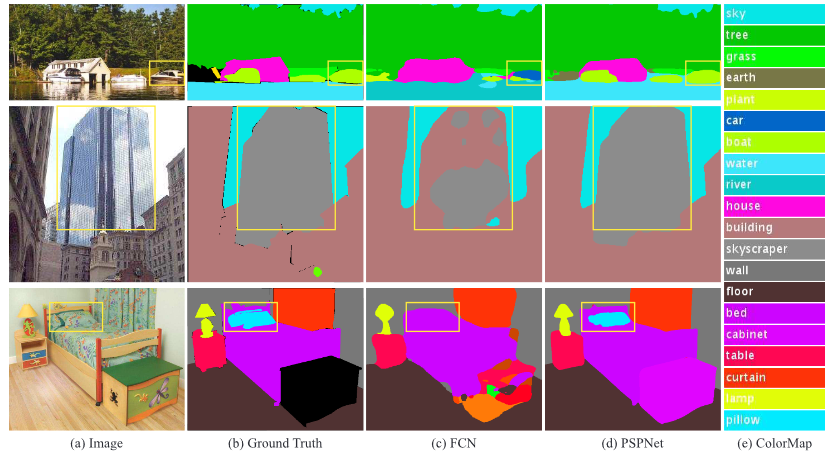 sky
tree
grass
earth
plant
car
boat
water
river
house
building
skyscraper
wall
floor
bed
cabinet
table
curtain
lamp
pillow
(a) Image
(b) Ground Truth
(c) FCN
(d) PSPNet
(e) ColorMap